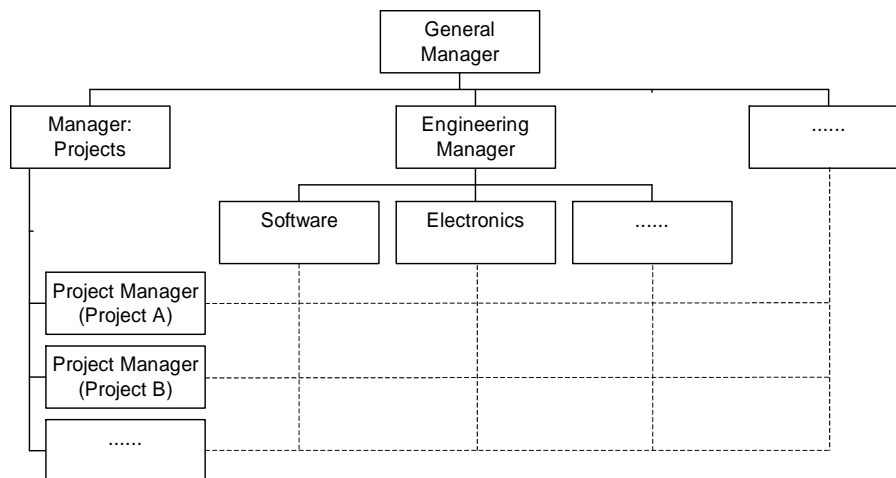 General
Manager
Manager:
Projects
Engineering
Manager
......
Software
Electronics
......
Project Manager
(Project A)
Project Manager
(Project B)
......